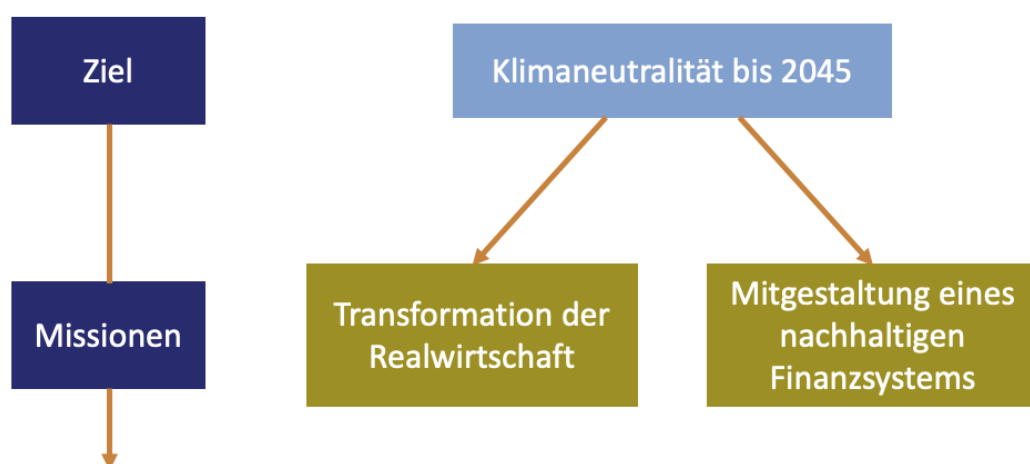 Ziel
Klimaneutralität bis 2045
Missionen
Transformation der
Realwirtschaft
Mitgestaltung eines
nachhaltigen
Finanzsystems